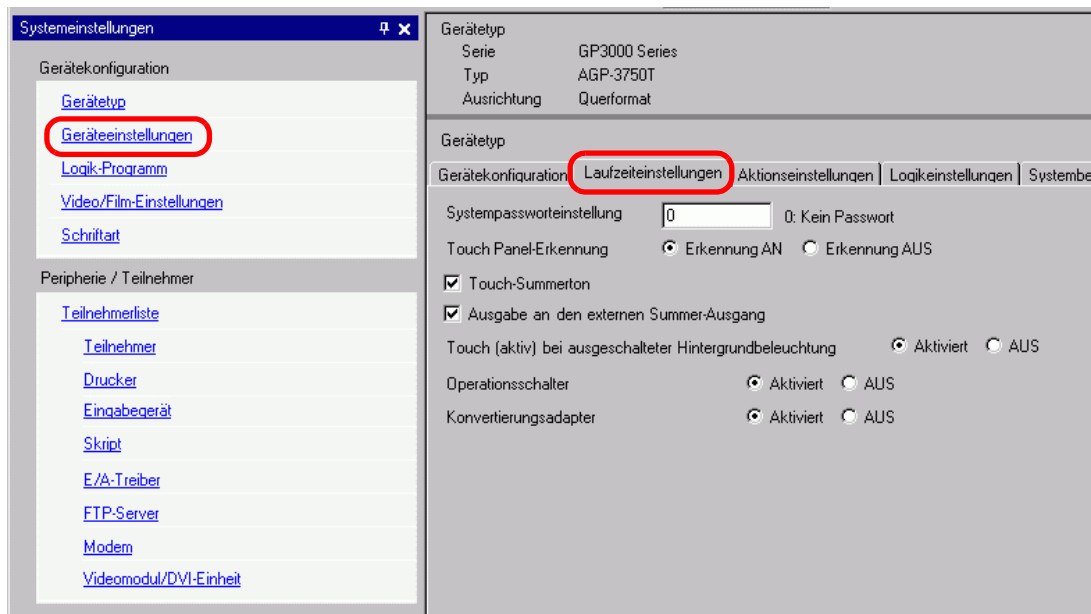 Systemeinstellungen
Gerätekonfiguration
Gerätetyp
Geräteeinstellungen
Logik-Programm
Video/Film-Einstellungen
Schriftart
Peripherie / Teilnehmer
Teilnehmerliste
Teilnehmer
Drucker
Eingabegerät
Skript
E/A-Treiber
FTP-Server
Modem
Videomodul/DVI-Einheit
Gerätetyp
Serie GP3000 Series
Typ AGP-3750T
Ausrichtung Querformat
Gerätetyp
Gerätekonfiguration Laufzeiteinstellungen Aktionseinstellungen Logikeinstellungen Systembe
Systempassworteinstellung 0 0: Kein Passwort
Touch Panel-Erkennung Erkennung AN Erkennung AUS
Touch-Summerton
Ausgabe an den externen Summer-Ausgang
Touch (aktiv) bei ausgeschalteter Hintergrundbeleuchtung Aktiviert AUS
Operationsschalter Aktiviert AUS
Konvertierungsadapter Aktiviert AUS